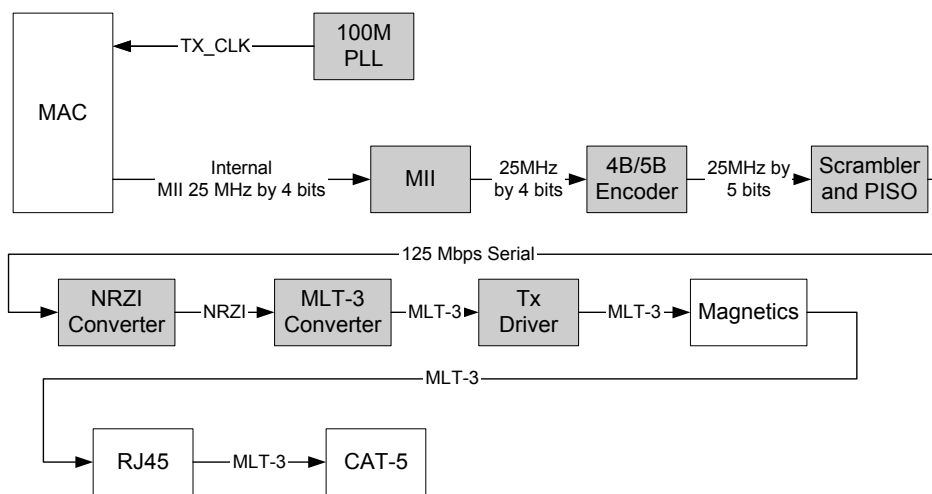 MAC
TX_CLK
100M
PLL
Internal
MII 25 MHz by 4 bits
MII
25MHz
by 4 bits
4B/5B
Encoder
25MHz by
5 bits
Scrambler
and PISO
125 Mbps Serial
NRZI
Converter
NRZI
MLT-3
Converter
MLT-3
Tx
Driver
MLT-3
Magnetics
MLT-3
RJ45
MLT-3
CAT-5